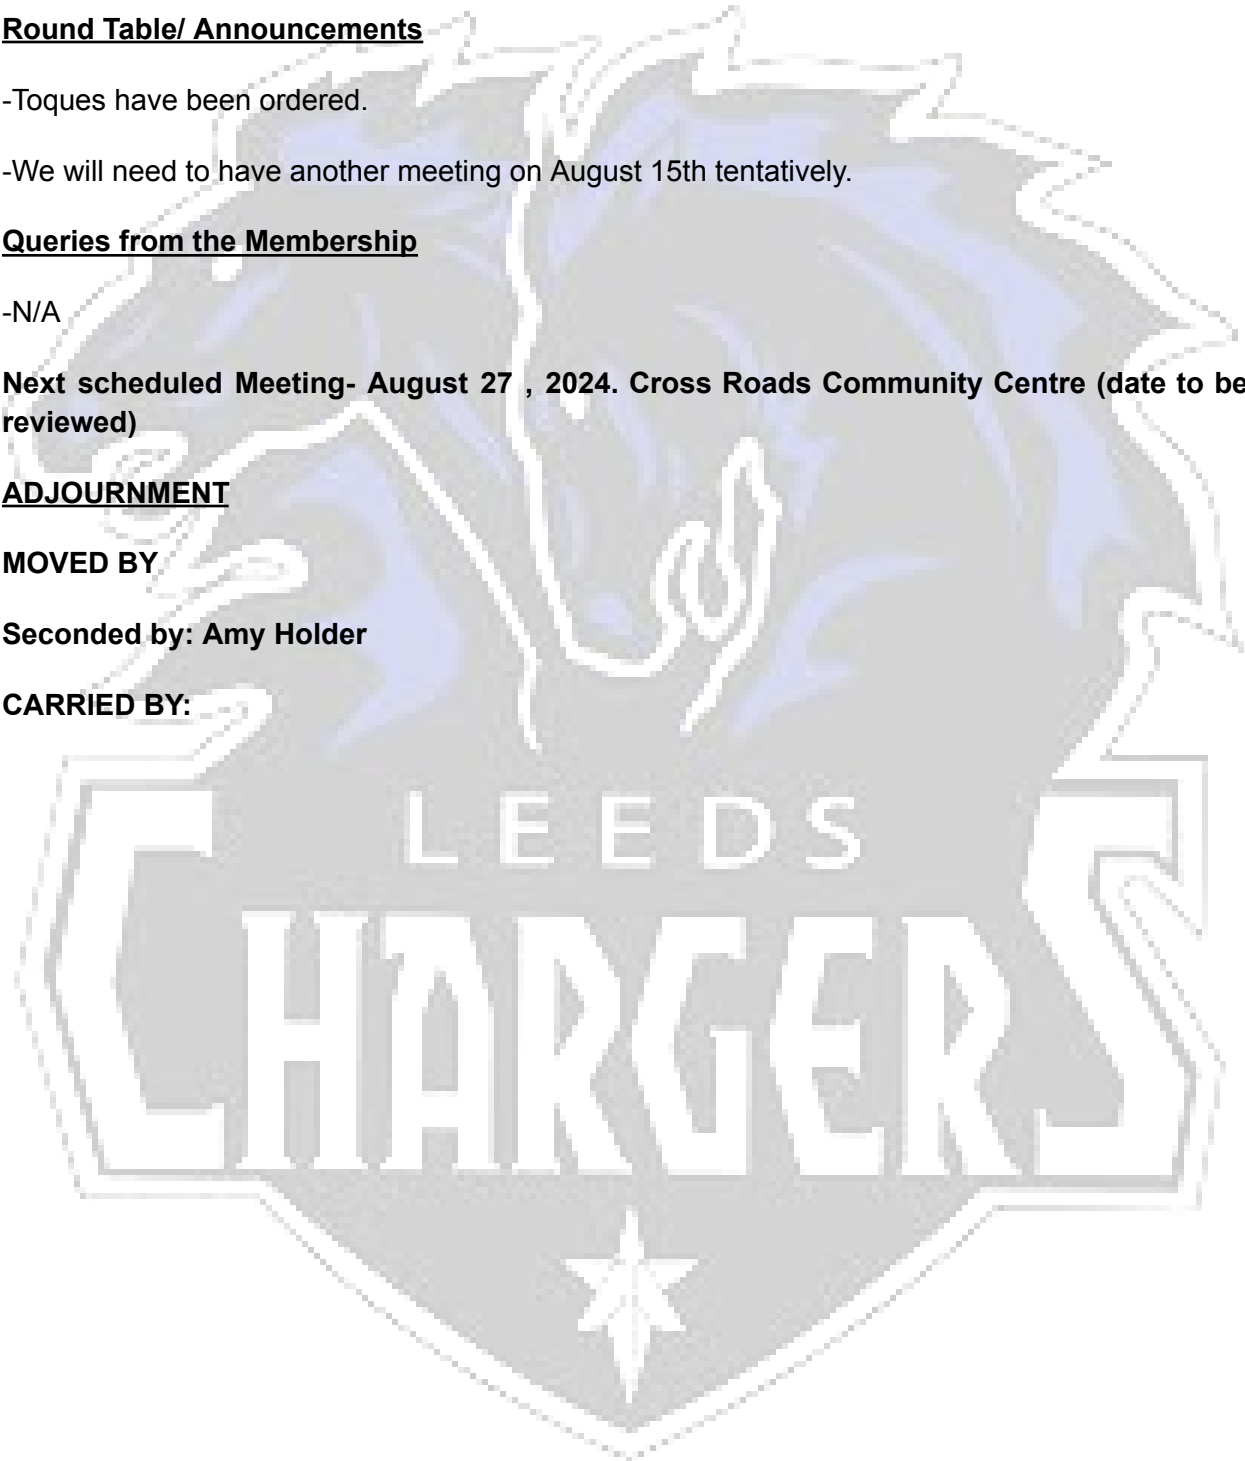 Round Table/ Announcements
-Toques have been ordered.
-We will need to have another meeting on August 15th tentatively.
Queries from the Membership
-N/A
Next scheduled Meeting- August 27 , 2024. Cross Roads Community Centre (date to be
reviewed)
ADJOURNMENT
MOVED BY
Seconded by: Amy Holder
CARRIED BY:
LEEDS
CHARGERS